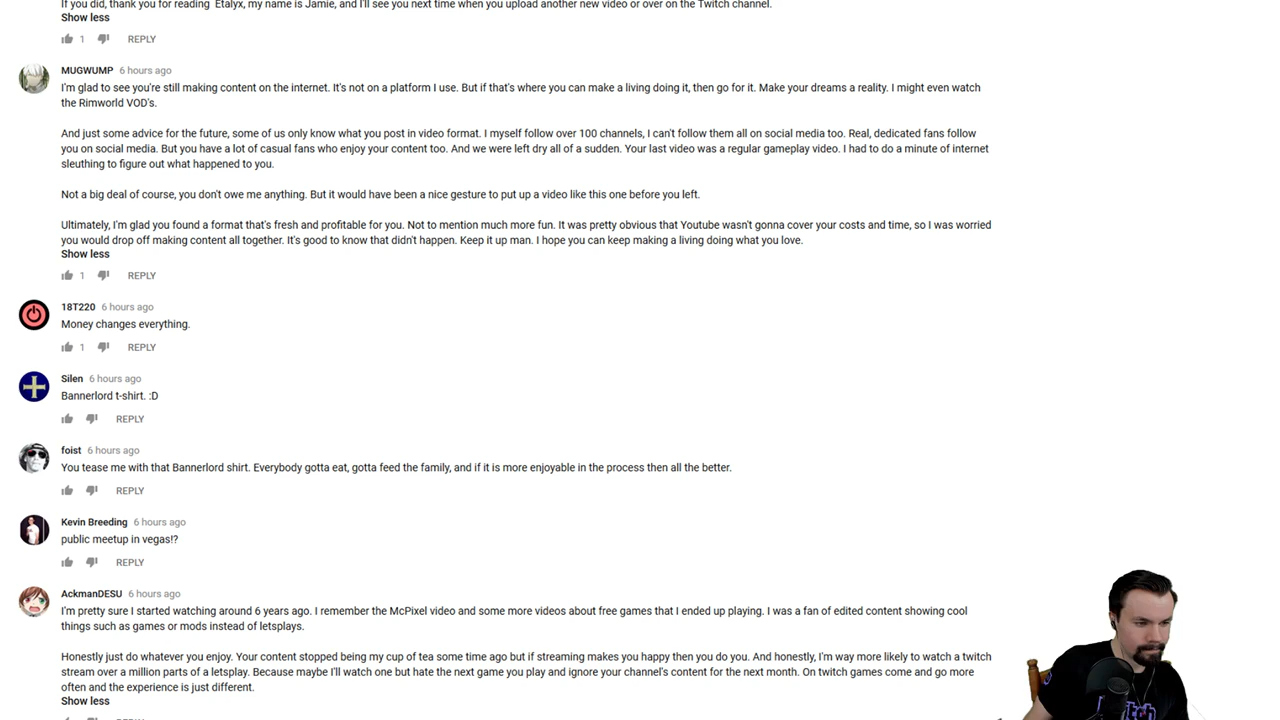 If you did, thank you for reading Etalyx, my name is Jamie, and I'll see you next time when you upload another new video or over on the Twitch channel.
Show less
1 REPLY
MUGWUMP 6 hours ago
I'm glad to see you're still making content on the internet. It's not on a platform I use. But if that's where you can make a living doing it, then go for it. Make your dreams a reality. I might even watch
the Rimworld VOD's.
And just some advice for the future, some of us only know what you post in video format. I myself follow over 100 channels, I can't follow them all on social media too. Real, dedicated fans follow
you on social media. But you have a lot of casual fans who enjoy your content too. And we were left dry all of a sudden. Your last video was a regular gameplay video. I had to do a minute of internet
sleuthing to figure out what happened to you.
Not a big deal of course, you don't owe me anything. But it would have been a nice gesture to put up a video like this one before you left.
Ultimately, I'm glad you found a format that's fresh and profitable for you. Not to mention much more fun. It was pretty obvious that Youtube wasn't gonna cover your costs and time, so I was worried
you would drop off making content all together. It's good to know that didn't happen. Keep it up man. I hope you can keep making a living doing what you love.
Show less
1 REPLY
18T220 6 hours ago
Money changes everything.
1 REPLY
Silen 6 hours ago
Bannerlord t-shirt. :D
REPLY
foist 6 hours ago
You tease me with that Bannerlord shirt. Everybody gotta eat, gotta feed the family, and if it is more enjoyable in the process then all the better.
REPLY
Kevin Breeding 6 hours ago
public meetup in vegas!?
REPLY
AckmanDESU 6 hours ago
I'm pretty sure I started watching around 6 years ago. I remember the McPixel video and some more videos about free games that I ended up playing. I was a fan of edited content showing cool
things such as games or mods instead of letsplays.
Honestly just do whatever you enjoy. Your content stopped being my cup of tea some time ago but if streaming makes you happy then you do you. And honestly, I'm way more likely to watch a twitch
stream over a million parts of a letsplay. Because maybe I'll watch one but hate the next game you play and ignore your channel's content for the next month. On twitch games come and go more
often and the experience is just different.
Show less